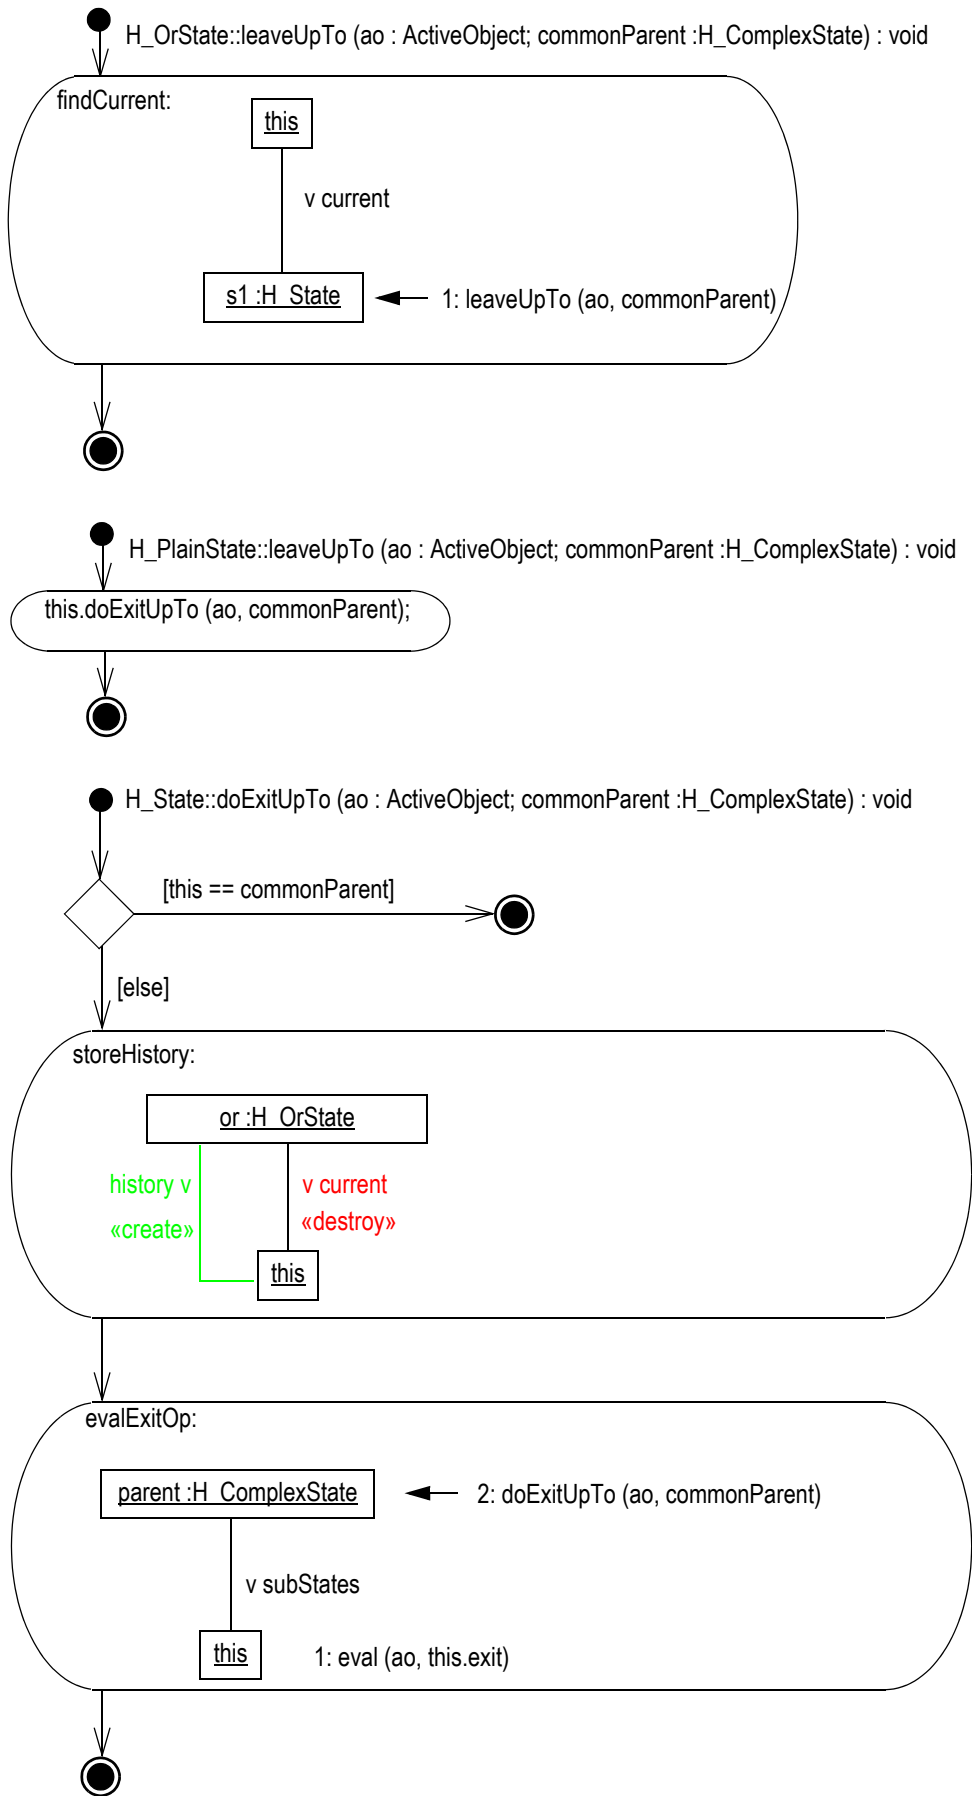 H_OrState::leaveUpTo (ao : ActiveObject; commonParent :H_ComplexState) : void
findCurrent:
this
v current
s1 :H_State
1: leaveUpTo (ao, commonParent)
H_PlainState::leaveUpTo (ao : ActiveObject; commonParent :H_ComplexState) : void
this.doExitUpTo (ao, commonParent);
H_State::doExitUpTo (ao : ActiveObject; commonParent :H_ComplexState) : void
[this == commonParent]
[else]
storeHistory:
or :H_OrState
history v
v current
«create»
«destroy»
this
evalExitOp:
parent :H_ComplexState
2: doExitUpTo (ao, commonParent)
v subStates
this
1: eval (ao, this.exit)